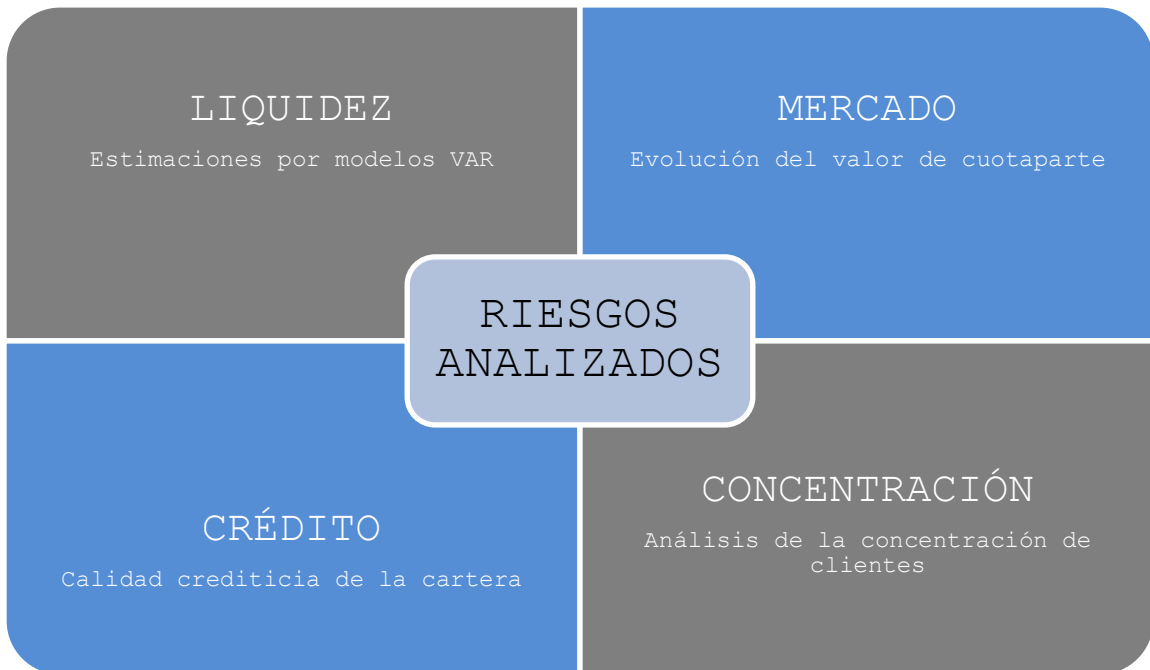 LIQUIDEZ
Estimaciones por modelos VAR
MERCADO
Evolución del valor de cuotaparte
RIESGOS
ANALIZADOS
CRÉDITO
Calidad crediticia de la cartera
CONCENTRACIÓN
Análisis de la concentración de
clientes